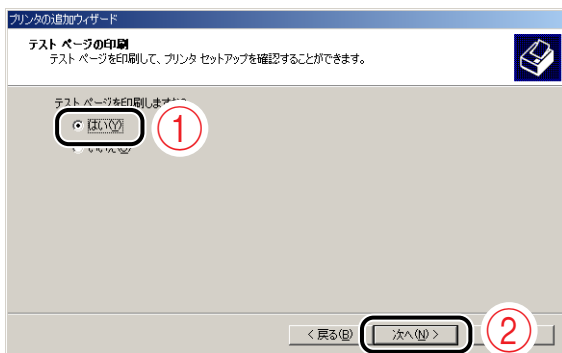 プリンタの追加ウィザード
テスト ページの印刷
テスト ページを印刷して、プリンタ セットアップを確認することができます。
テスト ページを印刷しますか?
はい(Y)
①
< 戻る(B)
次へ(N) >
②